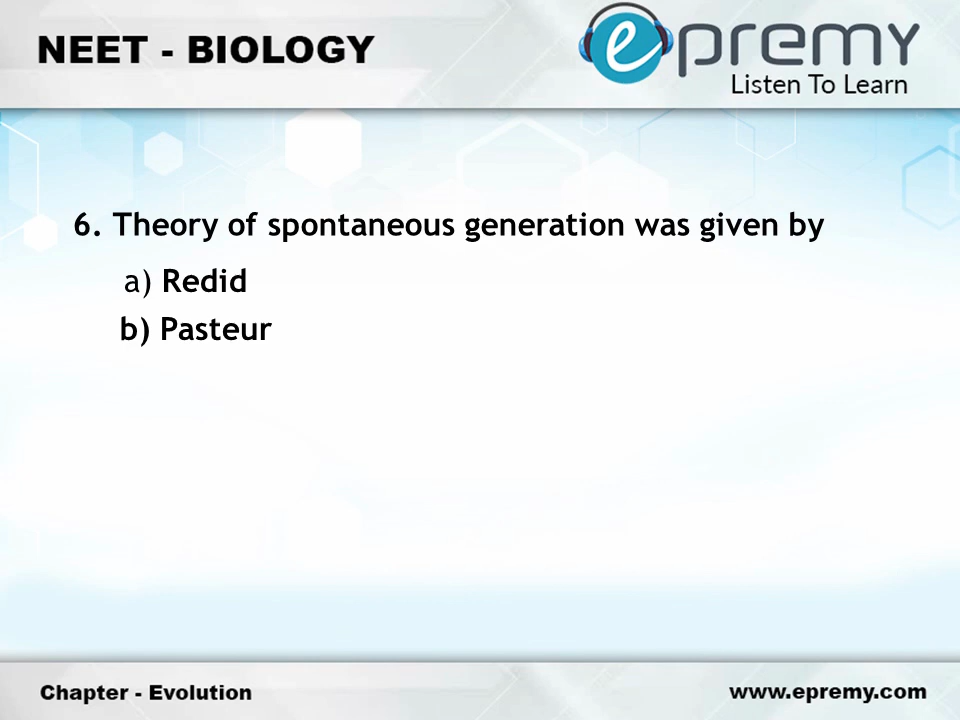 NEET - BIOLOGY
epremy
Listen To Learn
6. Theory of spontaneous generation was given by
a) Redid
b) Pasteur
Chapter - Evolution
www.epremy.com